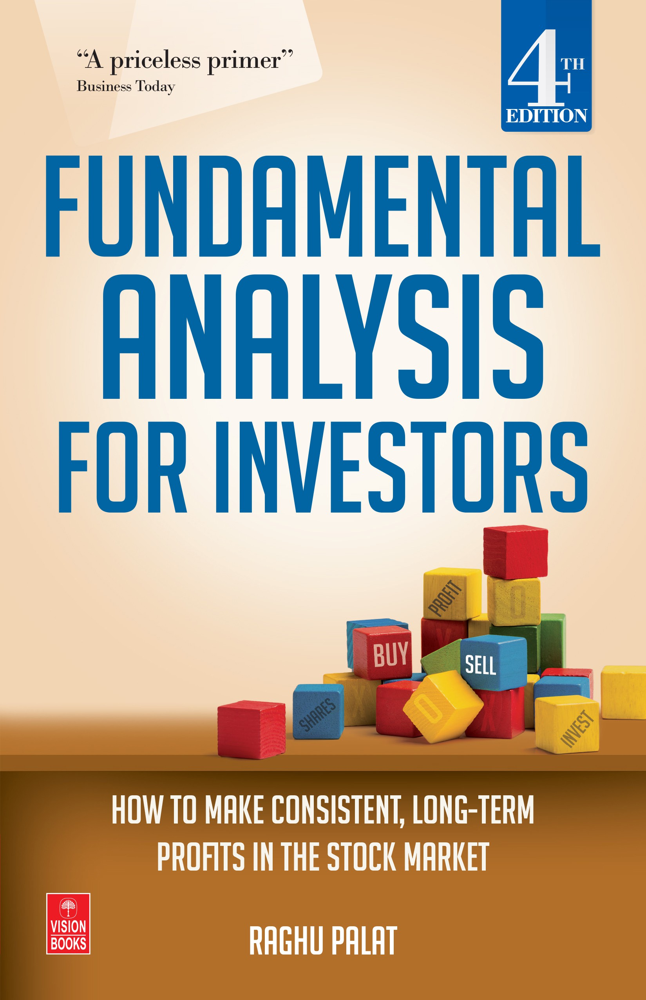 “A priceless primer”
Business Today
4TH
EDITION
FUNDAMENTAL
ANALYSIS
FOR INVESTORS
PROFIT
O
Y
BUY
SELL
SHARES
X
O
X
INVEST
HOW TO MAKE CONSISTENT, LONG-TERM
PROFITS IN THE STOCK MARKET
VISION
BOOKS
RAGHU PALAT